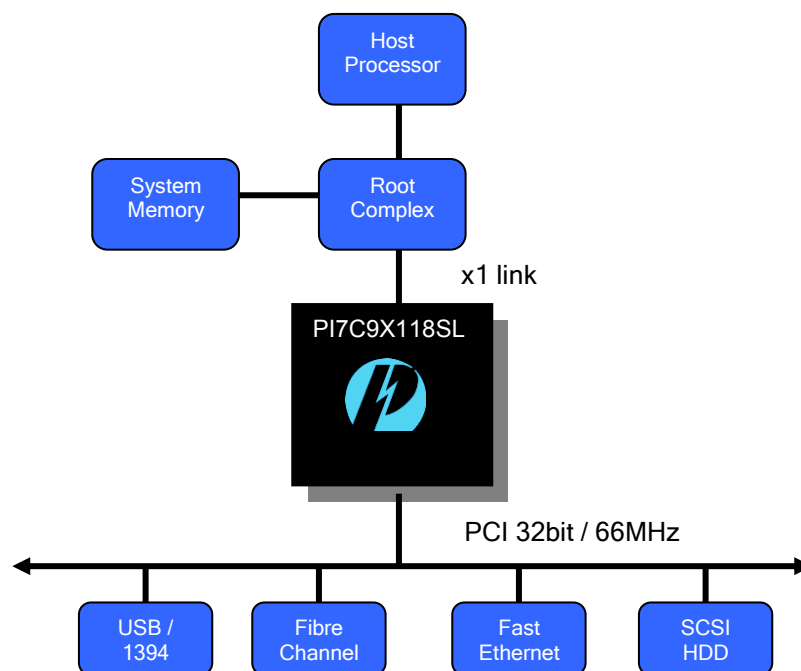 Host
Processor
System
Memory
Root
Complex
x1 link
PI7C9X118SL
PCI 32bit / 66MHz
USB /
1394
Fibre
Channel
Fast
Ethernet
SCSI
HDD